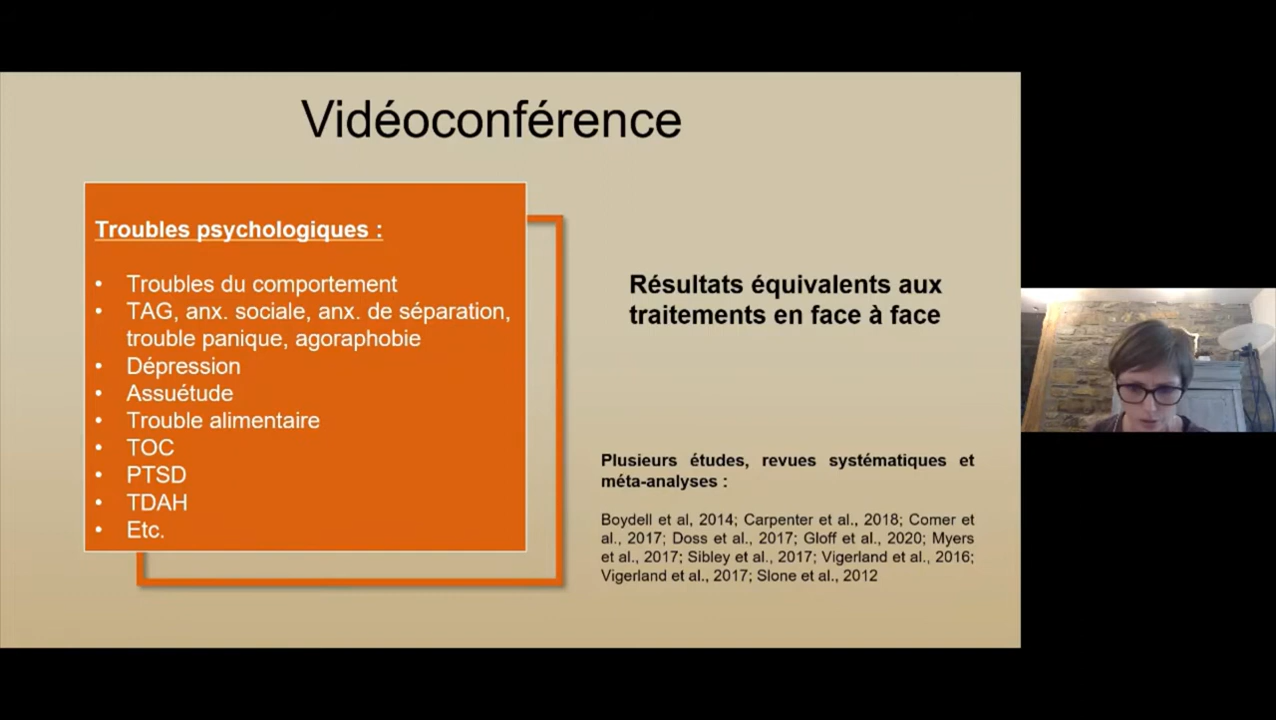 Vidéoconférence
Troubles psychologiques :
• Troubles du comportement
• TAG, anx. sociale, anx. de séparation,
trouble panique, agoraphobie
• Dépression
• Assuétude
• Trouble alimentaire
• TOC
• PTSD
• TDAH
• Etc.
Résultats équivalents aux
traitements en face à face
Plusieurs études, revues systématiques et
méta-analyses :
Boydell et al, 2014; Carpenter et al., 2018; Comer et
al., 2017; Doss et al., 2017; Gloff et al., 2020; Myers
et al., 2017; Sibley et al., 2017; Vigerland et al., 2016;
Vigerland et al., 2017; Slone et al., 2012